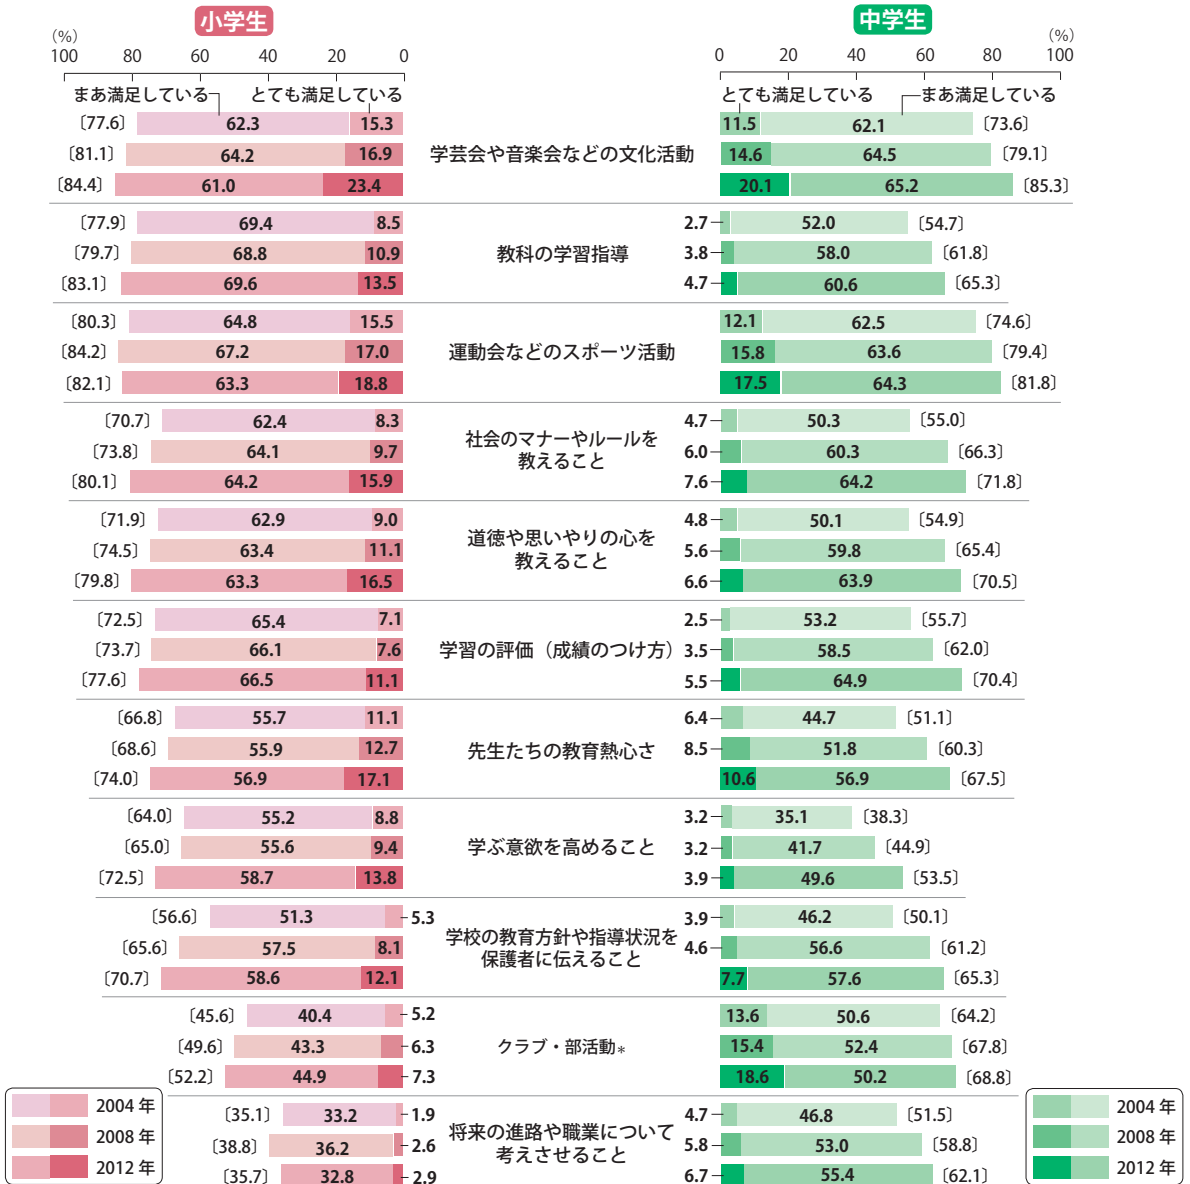 小学生
中学生
(%)
100 80 60 40 20 0
(%)
0 20 40 60 80 100
まあ満足している とても満足している
とても満足している まあ満足している
〔77.6〕 62.3 15.3 11.5 62.1 〔73.6〕
〔81.1〕 64.2 16.9 学芸会や音楽会などの文化活動 14.6 64.5 〔79.1〕
〔84.4〕 61.0 23.4 20.1 65.2 〔85.3〕
〔77.9〕 69.4 8.5 2.7 52.0 〔54.7〕
〔79.7〕 68.8 10.9 教科の学習指導 3.8 58.0 〔61.8〕
〔83.1〕 69.6 13.5 4.7 60.6 〔65.3〕
〔80.3〕 64.8 15.5 12.1 62.5 〔74.6〕
〔84.2〕 67.2 17.0 運動会などのスポーツ活動 15.8 63.6 〔79.4〕
〔82.1〕 63.3 18.8 17.5 64.3 〔81.8〕
〔70.7〕 62.4 8.3 4.7 50.3 〔55.0〕
社会のマナーやルールを
〔73.8〕 64.1 9.7 6.0 60.3 〔66.3〕
教えること
〔80.1〕 64.2 15.9 7.6 64.2 〔71.8〕
〔71.9〕 62.9 9.0 4.8 50.1 〔54.9〕
道徳や思いやりの心を
〔74.5〕 63.4 11.1 5.6 59.8 〔65.4〕
教えること
〔79.8〕 63.3 16.5 6.6 63.9 〔70.5〕
〔72.5〕 65.4 7.1 2.5 53.2 〔55.7〕
〔73.7〕 66.1 7.6 学習の評価（成績のつけ方） 3.5 58.5 〔62.0〕
〔77.6〕 66.5 11.1 5.5 64.9 〔70.4〕
〔66.8〕 55.7 11.1 6.4 44.7 〔51.1〕
〔68.6〕 55.9 12.7 先生たちの教育熱心さ 8.5 51.8 〔60.3〕
〔74.0〕 56.9 17.1 10.6 56.9 〔67.5〕
〔64.0〕 55.2 8.8 3.2 35.1 〔38.3〕
〔65.0〕 55.6 9.4 学ぶ意欲を高めること 3.2 41.7 〔44.9〕
〔72.5〕 58.7 13.8 3.9 49.6 〔53.5〕
〔56.6〕 51.3 5.3 3.9 46.2 〔50.1〕
学校の教育方針や指導状況を
〔65.6〕 57.5 8.1 4.6 56.6 〔61.2〕
保護者に伝えること
〔70.7〕 58.6 12.1 7.7 57.6 〔65.3〕
〔45.6〕 40.4 5.2 13.6 50.6 〔64.2〕
〔49.6〕 43.3 6.3 クラブ・部活動* 15.4 52.4 〔67.8〕
〔52.2〕 44.9 7.3 18.6 50.2 〔68.8〕
〔35.1〕 33.2 1.9 4.7 46.8 〔51.5〕
将来の進路や職業について
〔38.8〕 36.2 2.6 5.8 53.0 〔58.8〕
考えさせること
〔35.7〕 32.8 2.9 6.7 55.4 〔62.1〕
2004 年
2008 年
2012 年
2004 年
2008 年
2012 年